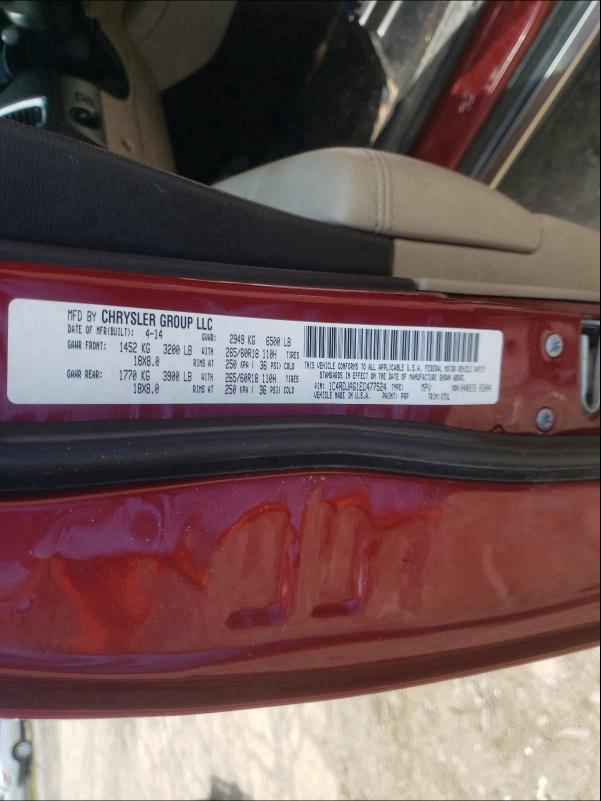 MFD BY CHRYSLER GROUP LLC
DATE OF MFR(BUILT): 4-14 GVWR: 2949 KG 6500 LB
GAWR FRONT: 1452 KG 3200 LB WITH 265/60R18 110H TIRES
18X8.0 RIMS AT 250 KPA( 36 PSI) COLD
GAWR REAR: 1770 KG 3900 LB WITH 265/60R18 110H TIRES
18X8.0 RIMS AT 250 KPA( 36 PSI) COLD
THIS VEHICLE CONFORMS TO ALL APPLICABLE U.S.A. FEDERAL MOTOR VEHICLE SAFETY
STANDARDS IN EFFECT ON THE DATE OF MANUFACTURE SHOWN ABOVE.
VIN: 1C4RDJAG1EC477524 TYPE: MPV MDH:
VEHICLE MADE IN U.S.A. PAINT: PRP TRIM: